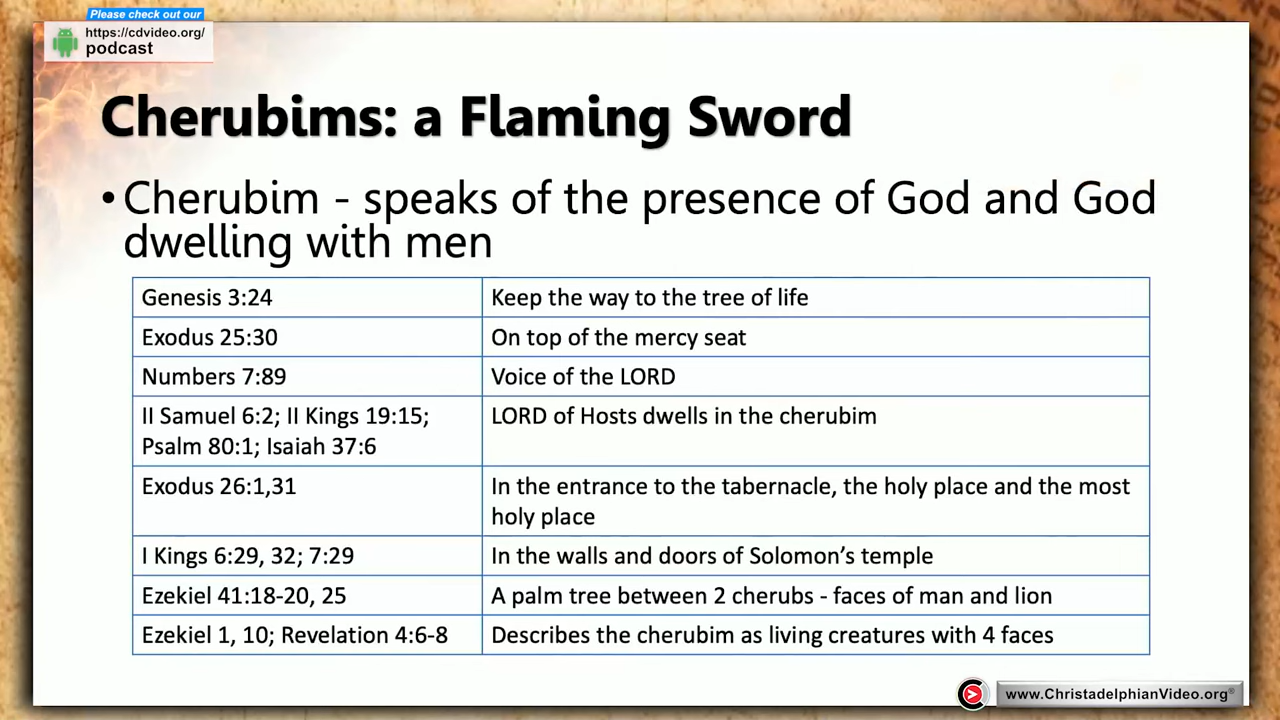 Please check out our
https://cdvideo.org/
podcast
Cherubims: a Flaming Sword
• Cherubim - speaks of the presence of God and God
dwelling with men
Genesis 3:24
Keep the way to the tree of life
Exodus 25:30
On top of the mercy seat
Numbers 7:89
Voice of the LORD
II Samuel 6:2; II Kings 19:15;
Psalm 80:1; Isaiah 37:6
LORD of Hosts dwells in the cherubim
Exodus 26:1,31
In the entrance to the tabernacle, the holy place and the most
holy place
I Kings 6:29, 32; 7:29
In the walls and doors of Solomon’s temple
Ezekiel 41:18-20, 25
A palm tree between 2 cherubs - faces of man and lion
Ezekiel 1, 10; Revelation 4:6-8
Describes the cherubim as living creatures with 4 faces
www.ChristadelphianVideo.org®